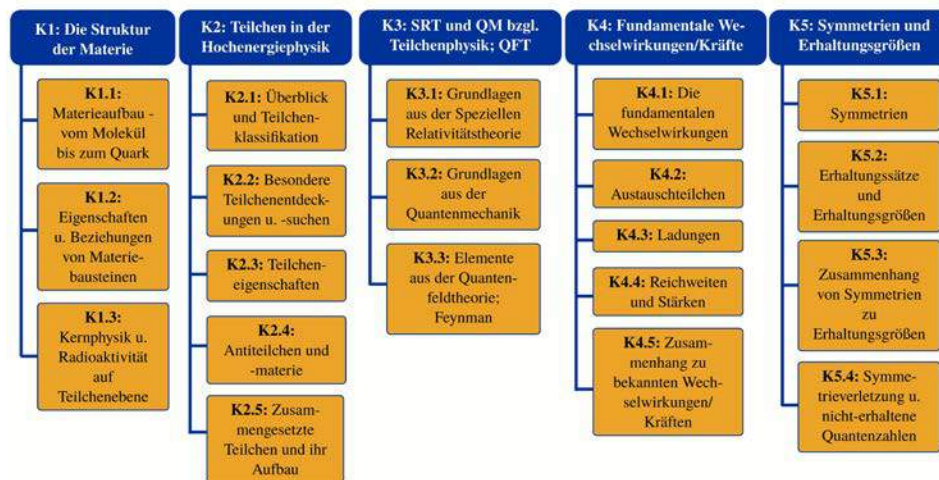 K1: Die Struktur
der Materie
K1.1:
Materieaufbau -
vom Molekül
bis zum Quark
K1.2:
Eigenschaften
u. Beziehungen
von Materie-
bausteinen
K1.3:
Kernphysik u.
Radioaktivität
auf
Teilchenebene
K2: Teilchen in der
Hochenergiephysik
K2.1: Überblick
und Teilchen-
klassifikation
K2.2: Besondere
Teilchenentdeck-
ungen u. -suchen
K2.3: Teilchen-
eigenschaften
K2.4:
Antiteilchen und
-materie
K2.5: Zusam-
mengesetzte
Teilchen und ihr
Aufbau
K3: SRT und QM bzgl.
Teilchenphysik; QFT
K3.1: Grundlagen
aus der Speziellen
Relativitätstheorie
K3.2: Grundlagen
aus der
Quantenmechanik
K3.3: Elemente
aus der Quanten-
feldtheorie;
Feynman
K4: Fundamentale We-
chselwirkungen/Kräfte
K4.1: Die
fundamentalen
Wechselwirkungen
K4.2:
Austauschteilchen
K4.3: Ladungen
K4.4: Reichweiten
und Stärken
K4.5: Zusam-
menhang zu
bekannten Wech-
selwirkungen/
Kräften
K5: Symmetrien und
Erhaltungsgrößen
K5.1:
Symmetrien
K5.2:
Erhaltungssätze
und
Erhaltungsgrößen
K5.3:
Zusammenhang
von Symmetrien
zu
Erhaltungsgrößen
K5.4: Symme-
trieverletzung u.
nicht-erhaltene
Quantenzahlen